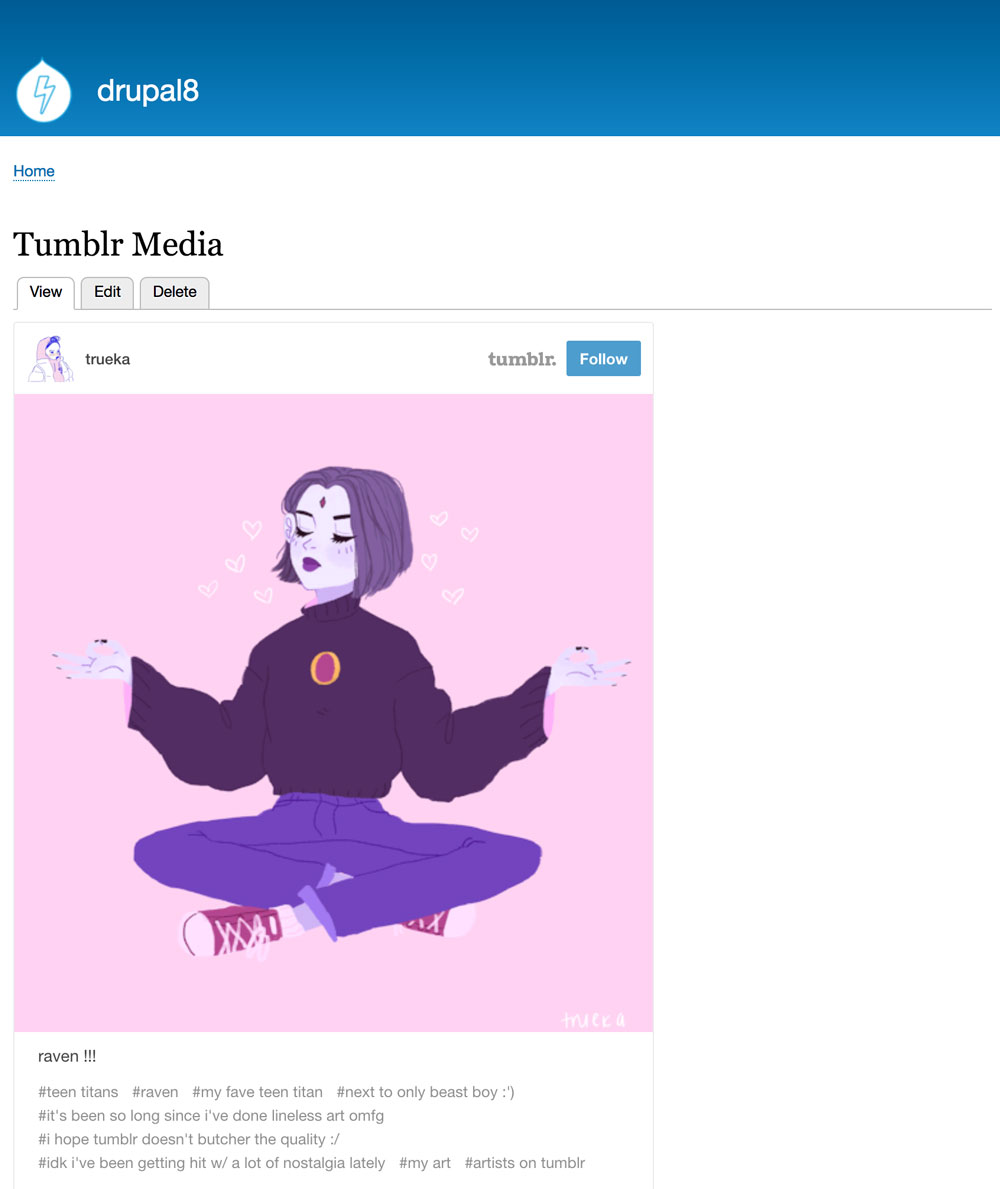 drupal8
Home
Tumblr Media
View Edit Delete
trueka tumblr. Follow
trueka
raven !!!
#teen titans #raven #my fave teen titan #next to only beast boy :')
#it's been so long since i've done lineless art omfg
#i hope tumblr doesn't butcher the quality :/
#idk i've been getting hit w/ a lot of nostalgia lately #my art #artists on tumblr